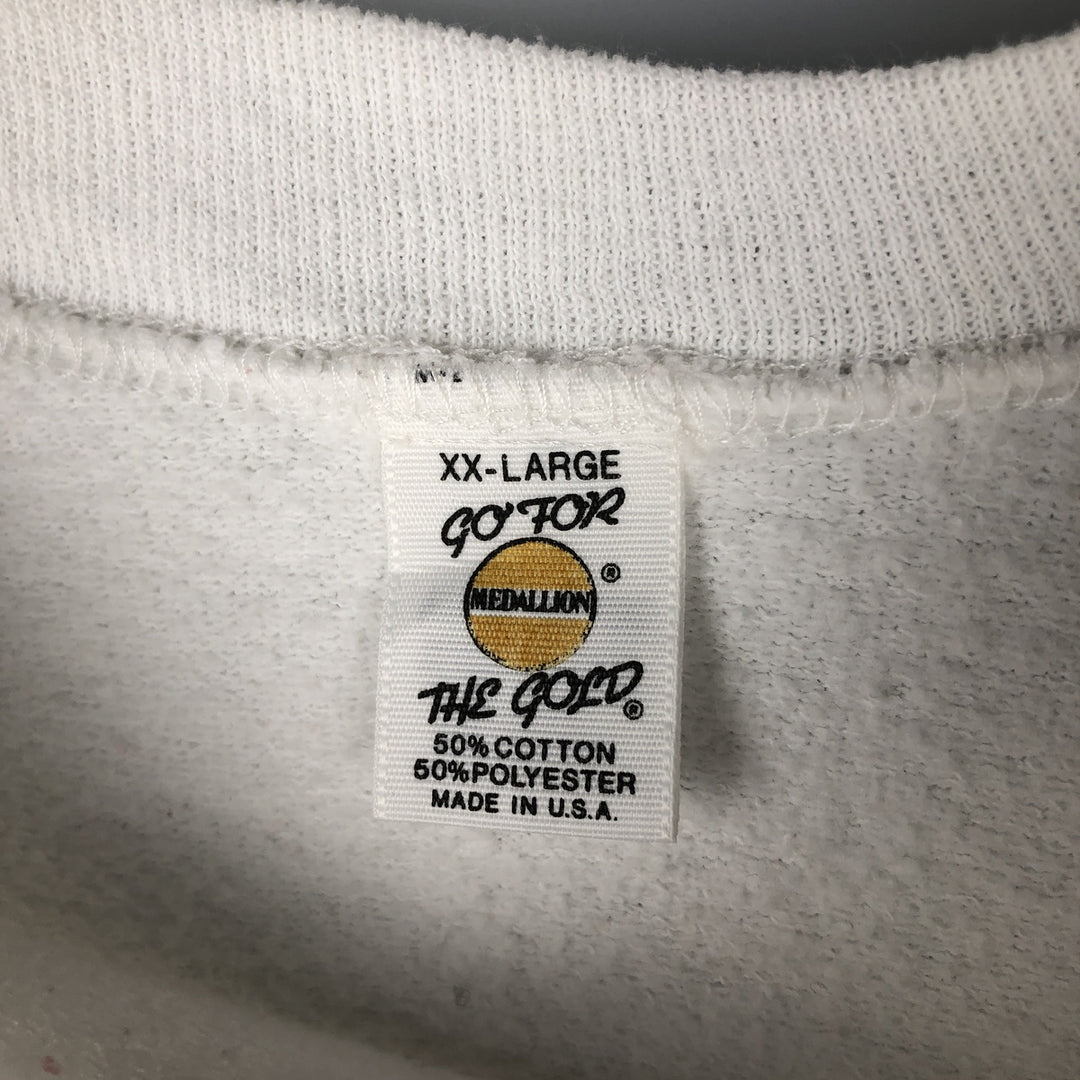 XX-LARGE
GO FOR
MEDALLION ®
THE GOLD ®
50% COTTON
50% POLYESTER
MADE IN U.S.A.